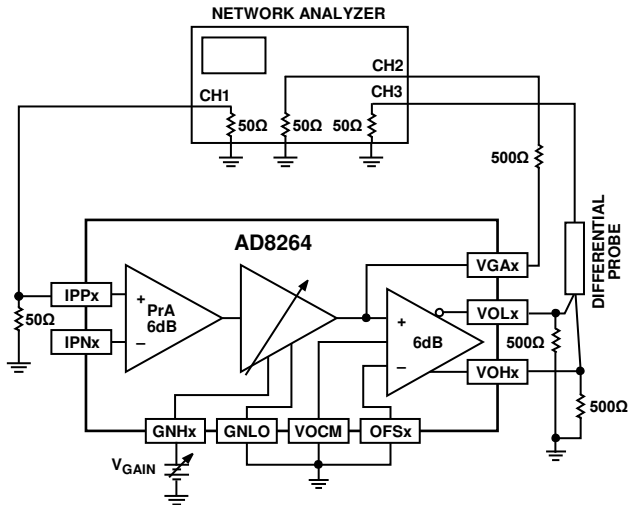 NETWORK ANALYZER
CH1
CH2
CH3
50Ω
50Ω
50Ω
500Ω
DIFFERENTIAL
PROBE
AD8264
IPPx
IPNx
50Ω
+
PrA
6dB
–
+
6dB
–
VGAx
VOLx
VOHx
500Ω
500Ω
GNHx
GNLO
VOCM
OFSx
VGAIN